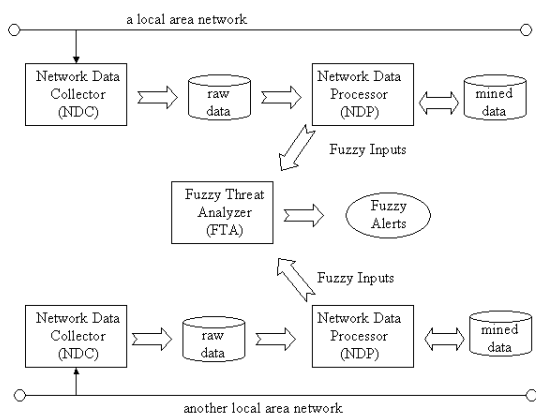 a local area network
Network Data
Collector
(NDC)
raw
data
Network Data
Processor
(NDP)
mined
data
Fuzzy Inputs
Fuzzy Threat
Analyzer
(FTA)
Fuzzy
Alerts
Fuzzy Inputs
Network Data
Collector
(NDC)
raw
data
Network Data
Processor
(NDP)
mined
data
another local area network